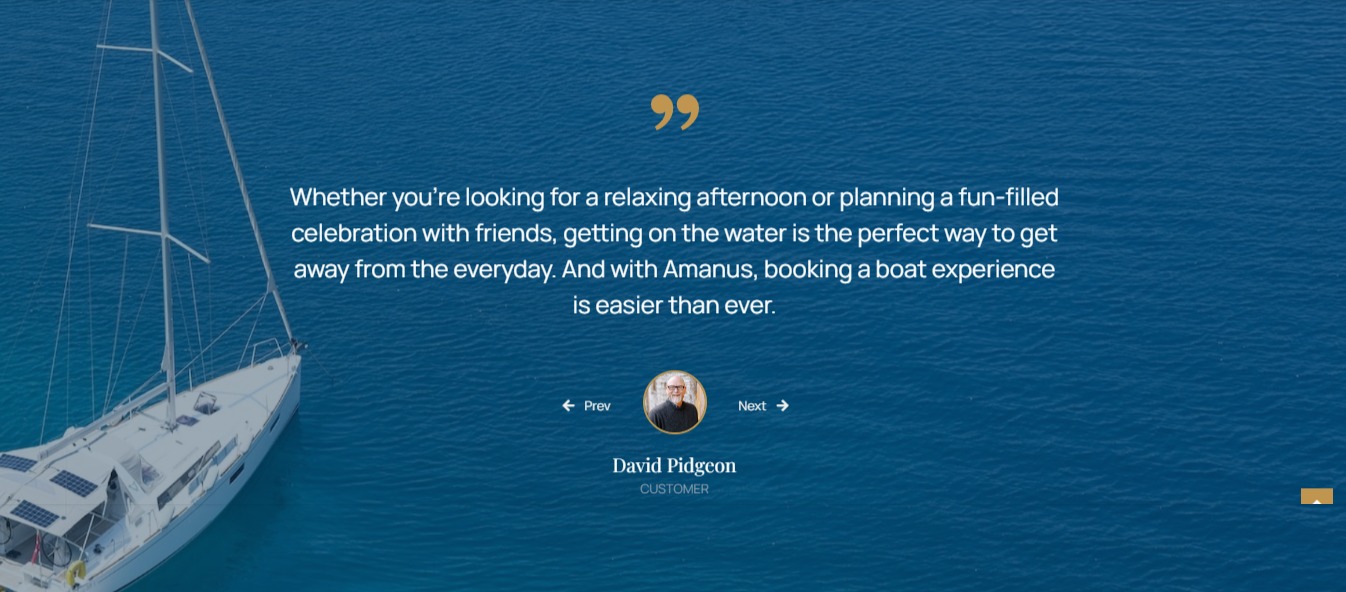 ”
Whether you’re looking for a relaxing afternoon or planning a fun-filled
celebration with friends, getting on the water is the perfect way to get
away from the everyday. And with Amanus, booking a boat experience
is easier than ever.
← Prev
Next →
David Pidgeon
CUSTOMER